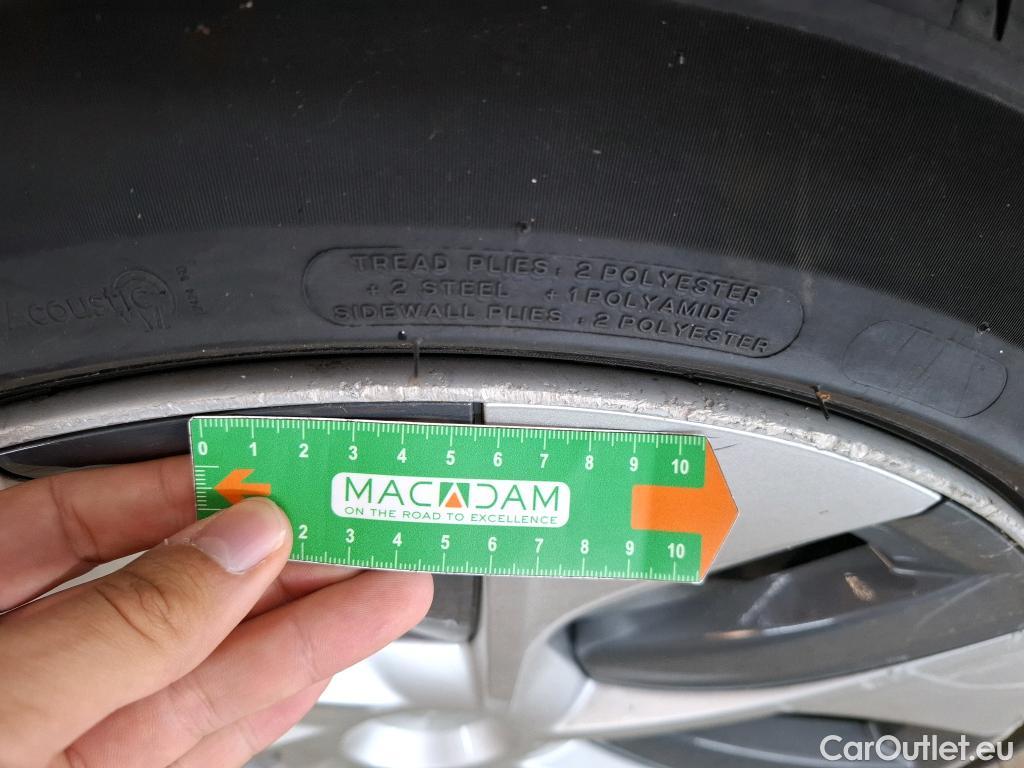 TREAD PLIES : 2 POLYESTER
+ 2 STEEL + 1 POLYAMIDE
SIDEWALL PLIES : 2 POLYESTER
Acoustic
0 1 2 3 4 5 6 7 8 9 10
MACADAM
ON THE ROAD TO EXCELLENCE
2 3 4 5 6 7 8 9 10
CarOutlet.eu